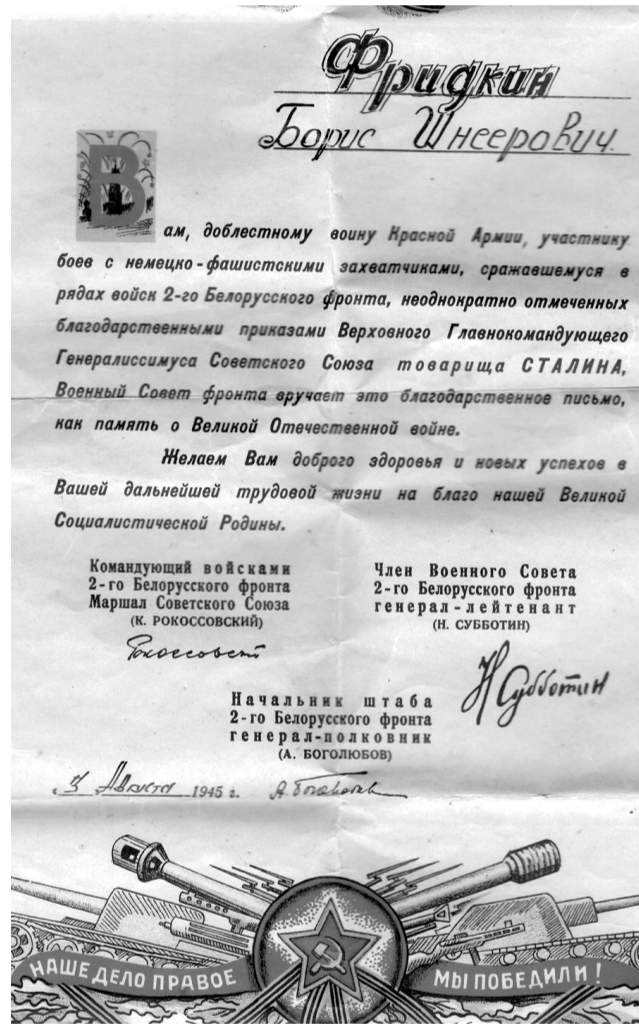 Фридкин
Борис Шнеерович.
Вам, доблестному воину Красной Армии, участнику
боев с немецко-фашистскими захватчиками, сражавшемуся в
рядах войск 2-го Белорусского фронта, неоднократно отмеченных
благодарственными приказами Верховного Главнокомандующего
Генералиссимуса Советского Союза товарища СТАЛИНА,
Военный Совет фронта вручает это благодарственное письмо,
как память о Великой Отечественной войне.
Желаем Вам доброго здоровья и новых успехов в
Вашей дальнейшей трудовой жизни на благо нашей Великой
Социалистической Родины.
Командующий войсками
2-го Белорусского фронта
Маршал Советского Союза
(К. РОКОССОВСКИЙ)
Рокоссовск
Член Военного Совета
2-го Белорусского фронта
генерал-лейтенант
(Н. СУББОТИН)
Н Субботин
Начальник штаба
2-го Белорусского фронта
генерал-полковник
(А. БОГОЛЮБОВ)
Августа 1945 г.
НАШЕ ДЕЛО ПРАВОЕ
МЫ ПОБЕДИЛИ!